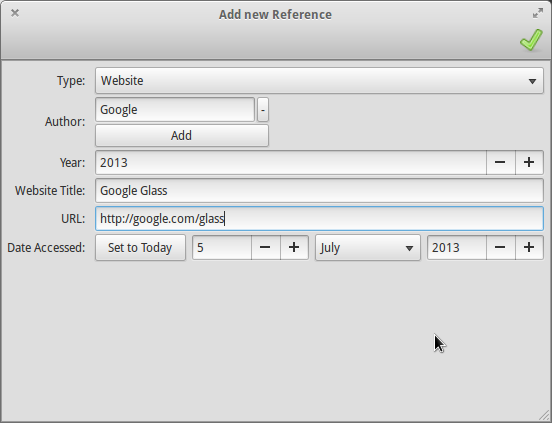 Add new Reference
Type: Website
Author: Google -
Add
Year: 2013
Website Title: Google Glass
URL: http://google.com/glass
Date Accessed: Set to Today 5 July 2013